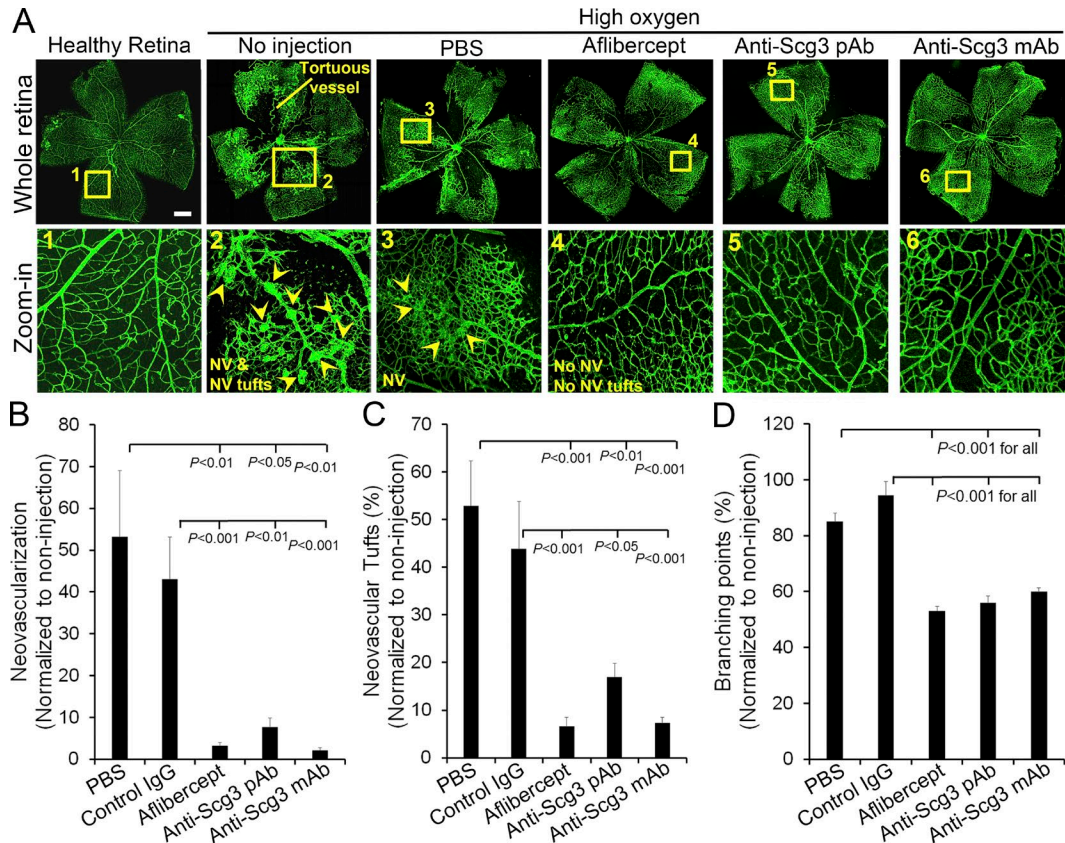 A
High oxygen
Healthy Retina
No injection
PBS
Aflibercept
Anti-Scg3 pAb
Anti-Scg3 mAb
Whole retina
1
Tortuous
vessel
2
3
4
5
6
Zoom-in
1
2
NV &
NV tufts
3
NV
4
No NV
No NV tufts
5
6
B
Neovascularization
(Normalized to non-injection)
80
70
60
50
40
30
20
10
0
P<0.01
P<0.05
P<0.01
P<0.001
P<0.01
P<0.001
PBS
Control IgG
Aflibercept
Anti-Scg3 pAb
Anti-Scg3 mAb
C
Neovascular Tufts (%)
(Normalized to non-injection)
70
60
50
40
30
20
10
0
P<0.001
P<0.01
P<0.001
P<0.001
P<0.05
P<0.001
PBS
Control IgG
Aflibercept
Anti-Scg3 pAb
Anti-Scg3 mAb
D
Branching points (%)
(Normalized to non-injection)
120
100
80
60
40
20
0
P<0.001 for all
P<0.001 for all
PBS
Control IgG
Aflibercept
Anti-Scg3 pAb
Anti-Scg3 mAb